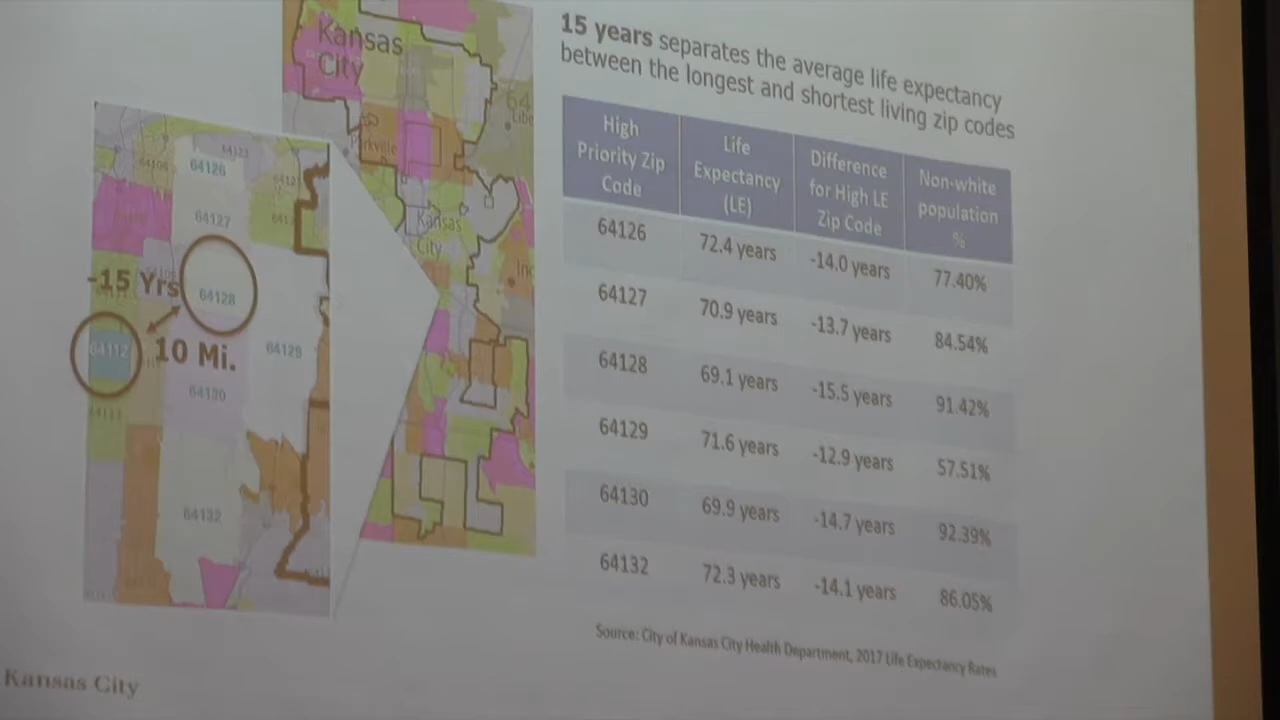 15 years separates the average life expectancy
between the longest and shortest living zip codes
High Priority Zip Code | Life Expectancy (LE) | Difference for High LE Zip Code | Non-white population %
64126 72.4 years -14.0 years 77.40%
64127 70.9 years -13.7 years 84.54%
64128 69.1 years -15.5 years 91.42%
64129 71.6 years -12.9 years 57.51%
64130 69.9 years -14.7 years 92.39%
64132 72.3 years -14.1 years 86.05%
Source: City of Kansas City Health Department, 2017 Life Expectancy Rates
Kansas
City
Parkville
Kansas
City
64126
64127
64128
-15 Yrs
10 Mi.
64112
64129
64130
64132
Kansas City